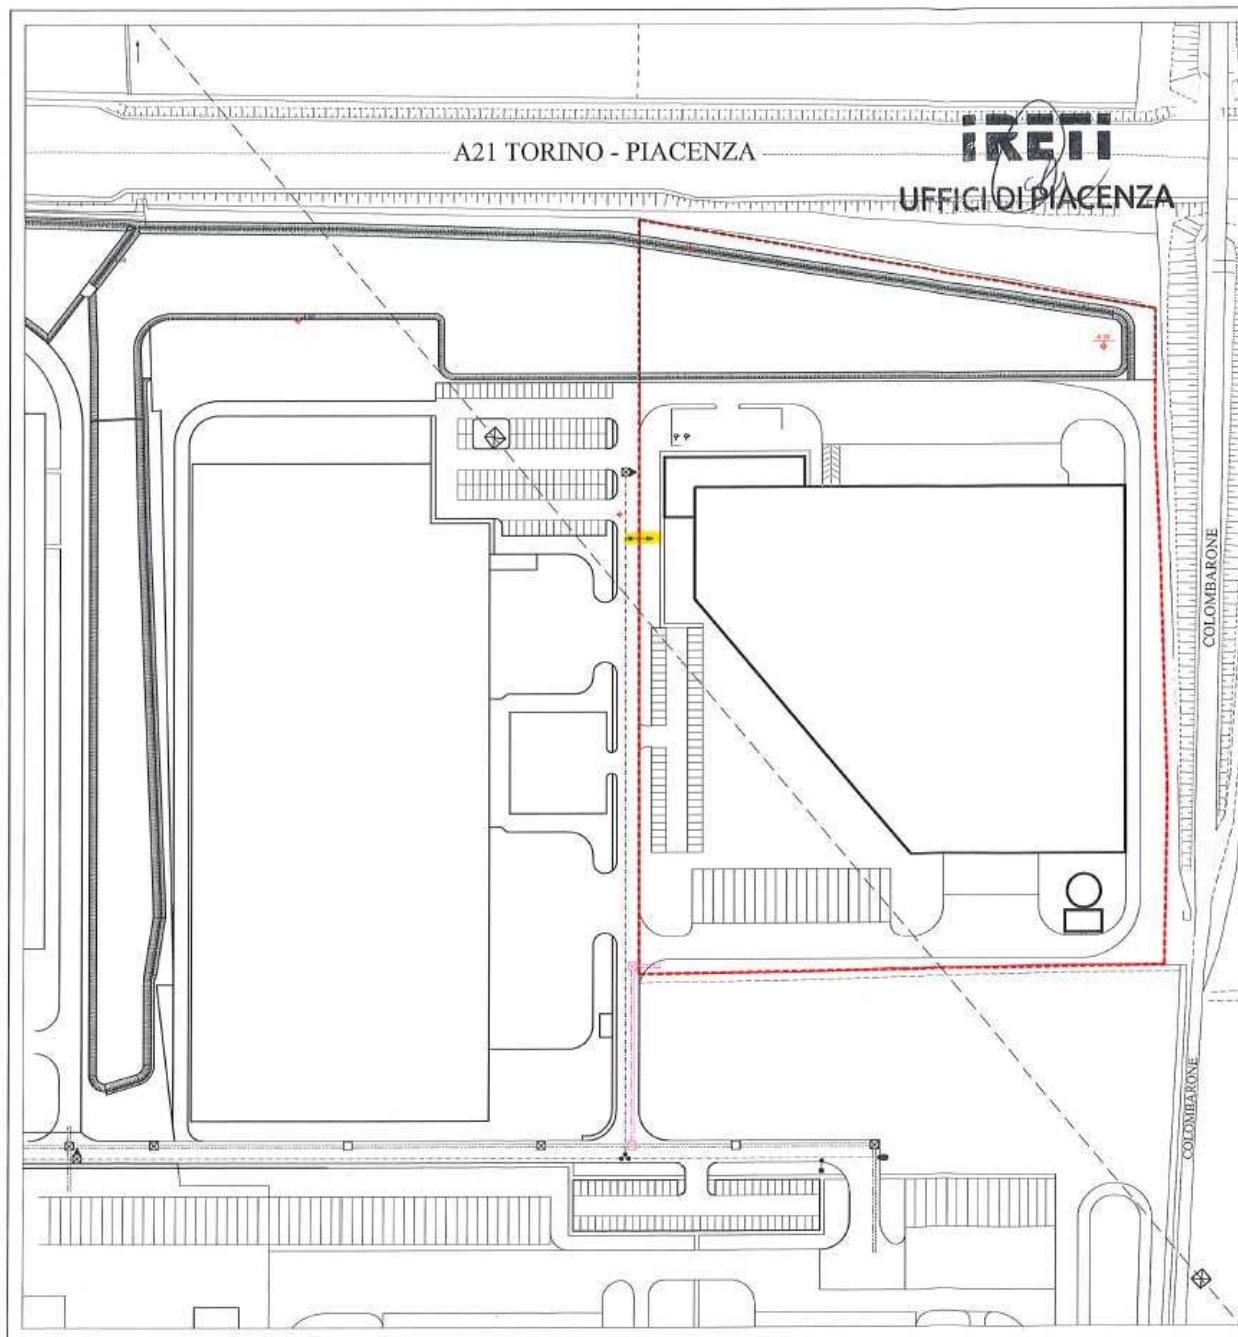 A21 TORINO - PIACENZA
IRETI
UFFICI DI PIACENZA
COLOMBARONE
COLOMBARONE